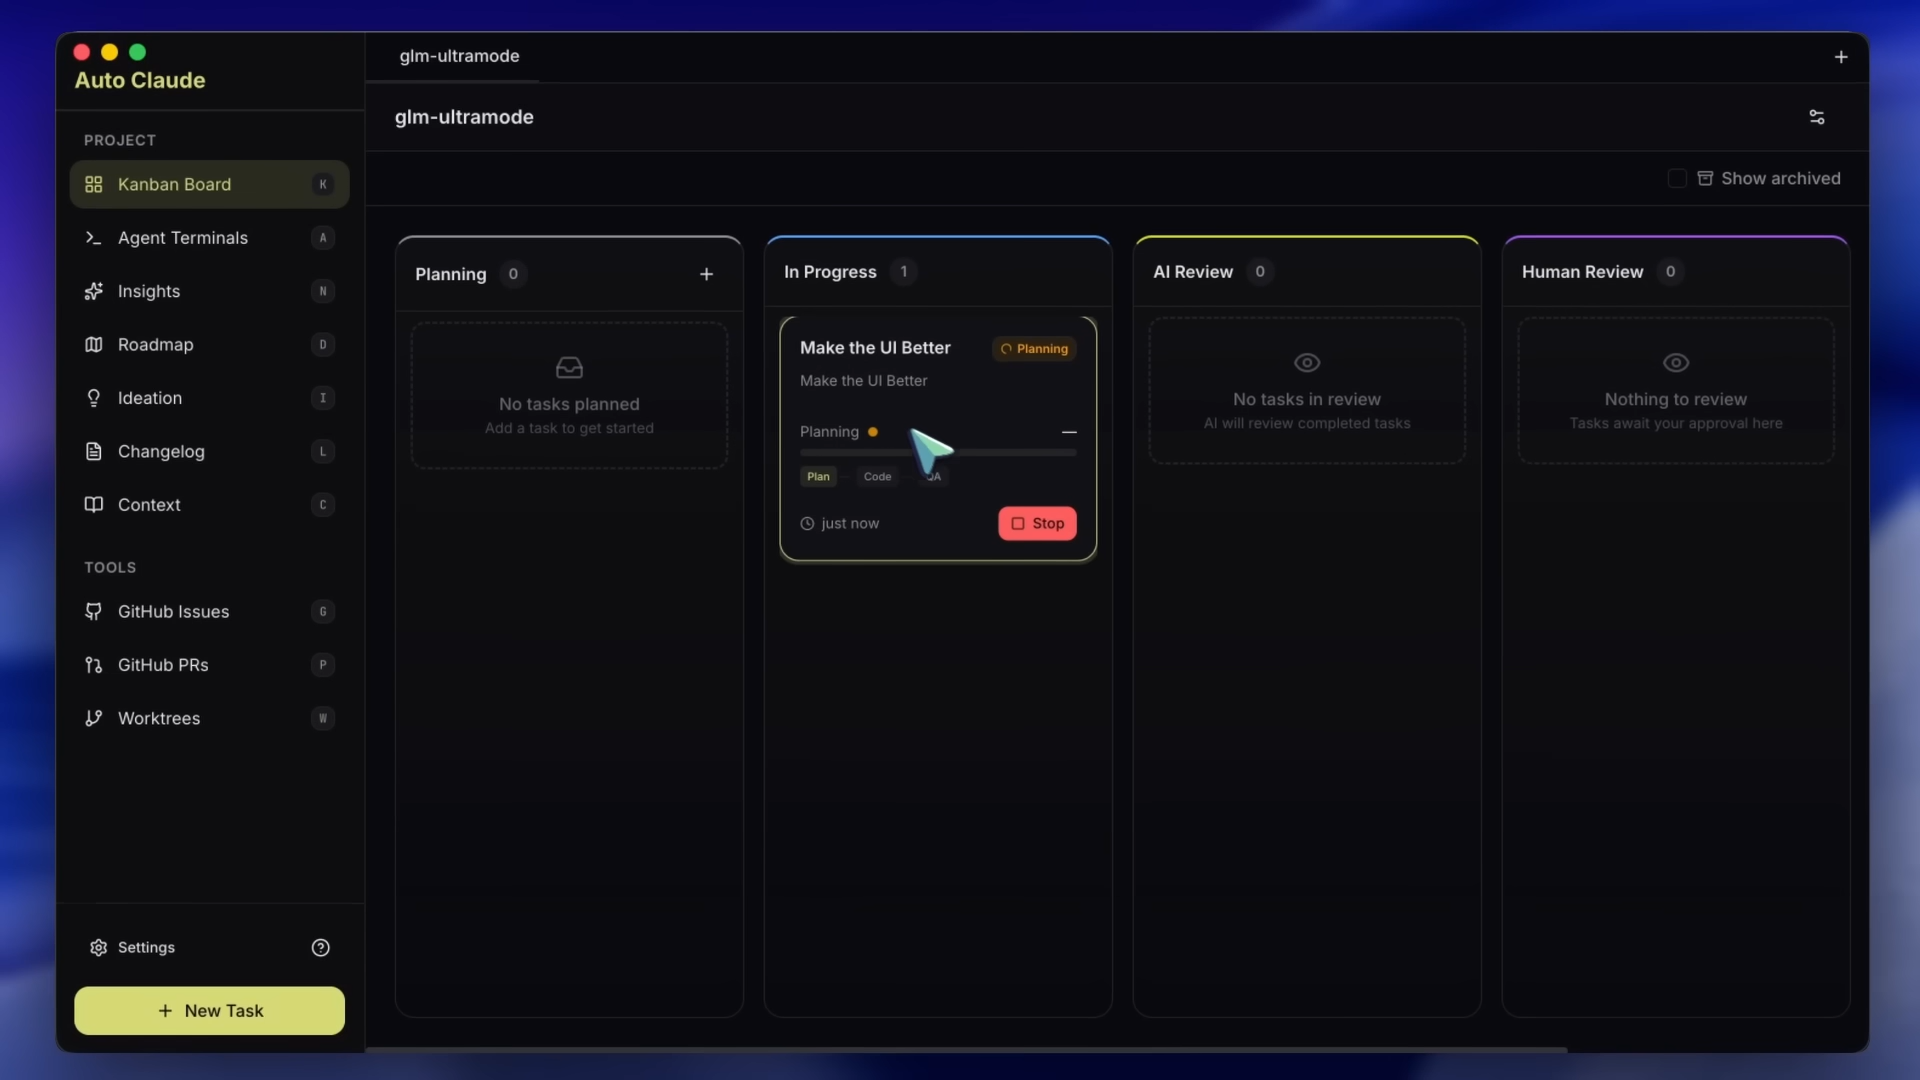 Auto Claude
PROJECT
Kanban Board K
Agent Terminals A
Insights N
Roadmap D
Ideation I
Changelog L
Context C
TOOLS
GitHub Issues G
GitHub PRs P
Worktrees W
Settings
+ New Task
glm-ultramode
glm-ultramode
Show archived
Planning 0
No tasks planned
Add a task to get started
In Progress 1
Make the UI Better Planning
Make the UI Better
Planning
Plan Code QA
just now Stop
AI Review 0
No tasks in review
AI will review completed tasks
Human Review 0
Nothing to review
Tasks await your approval here